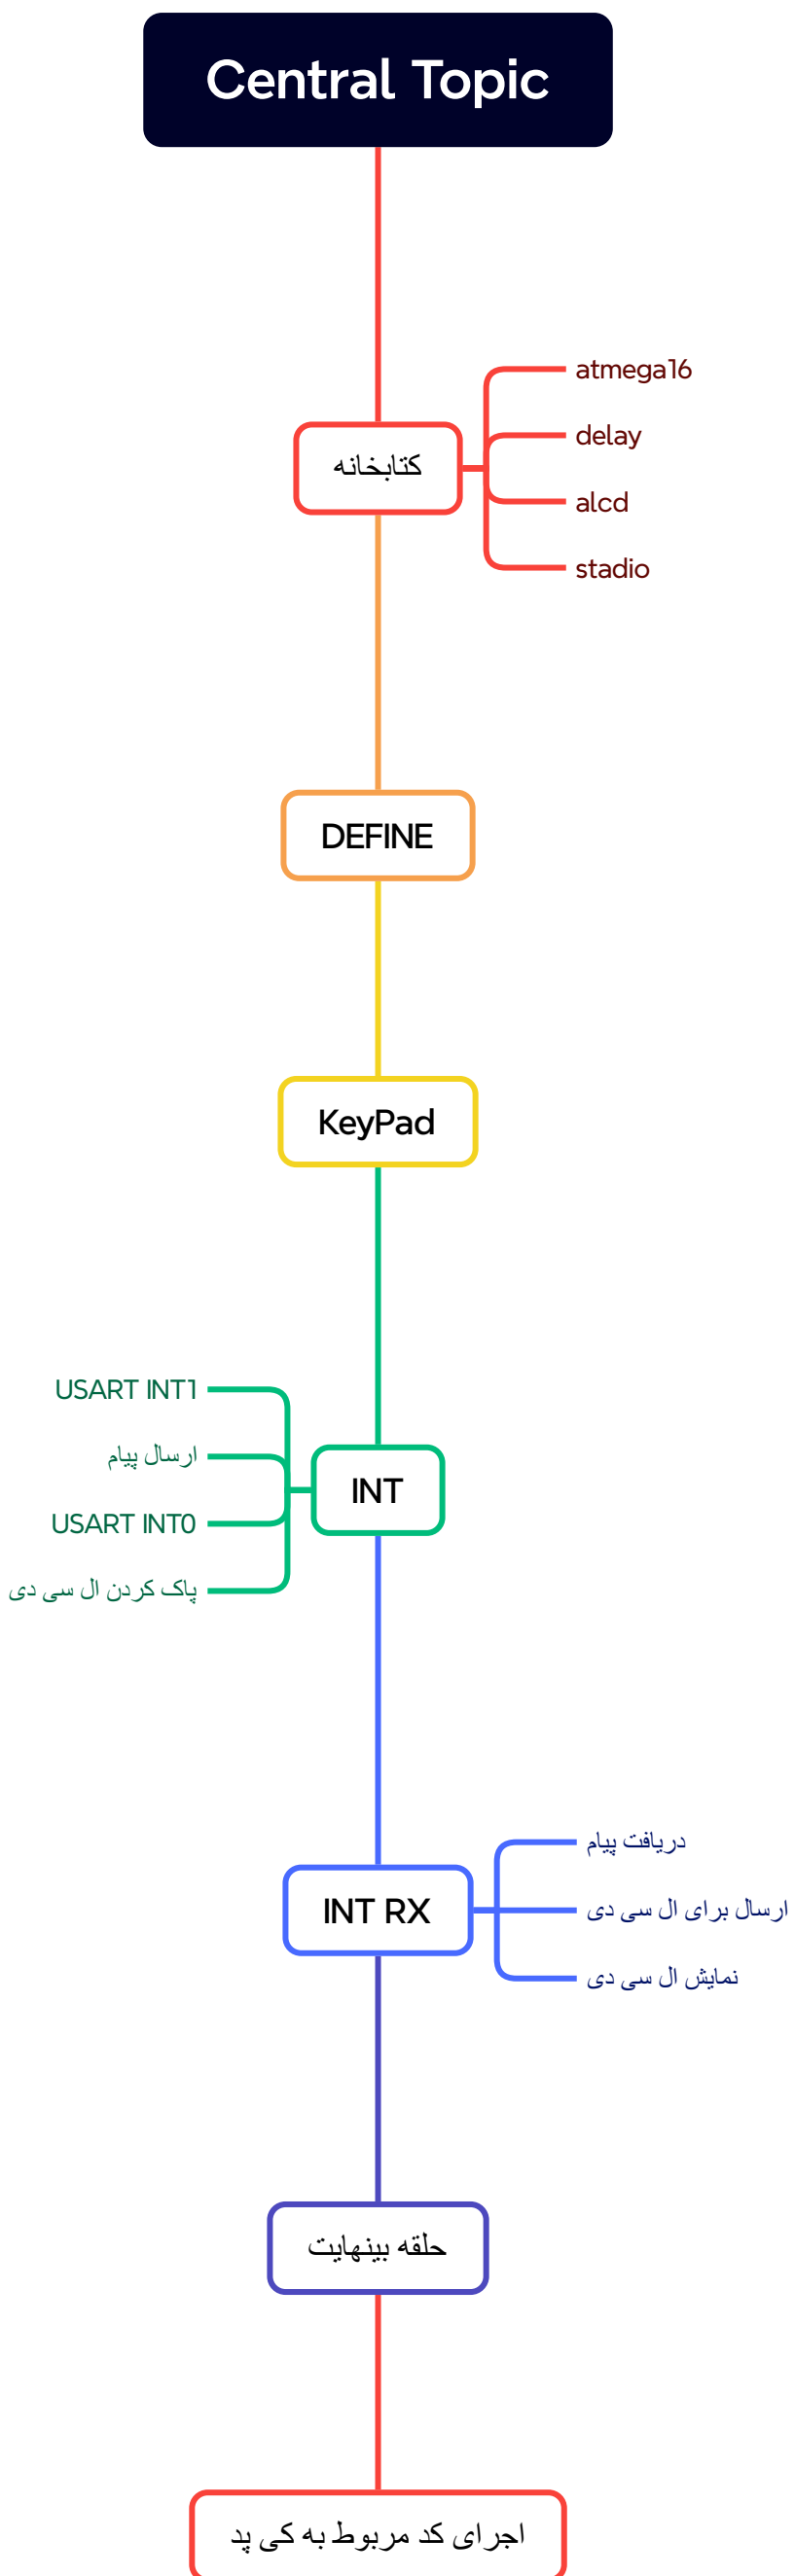 Central Topic
کتابخانه
atmega16
delay
alcd
stadio
DEFINE
KeyPad
INT
USART INT1
ارسال پیام
USART INT0
پاک کردن ال سی دی
INT RX
دریافت پیام
ارسال برای ال سی دی
نمایش ال سی دی
حلقه بینهایت
اجرای کد مربوط به کی پد